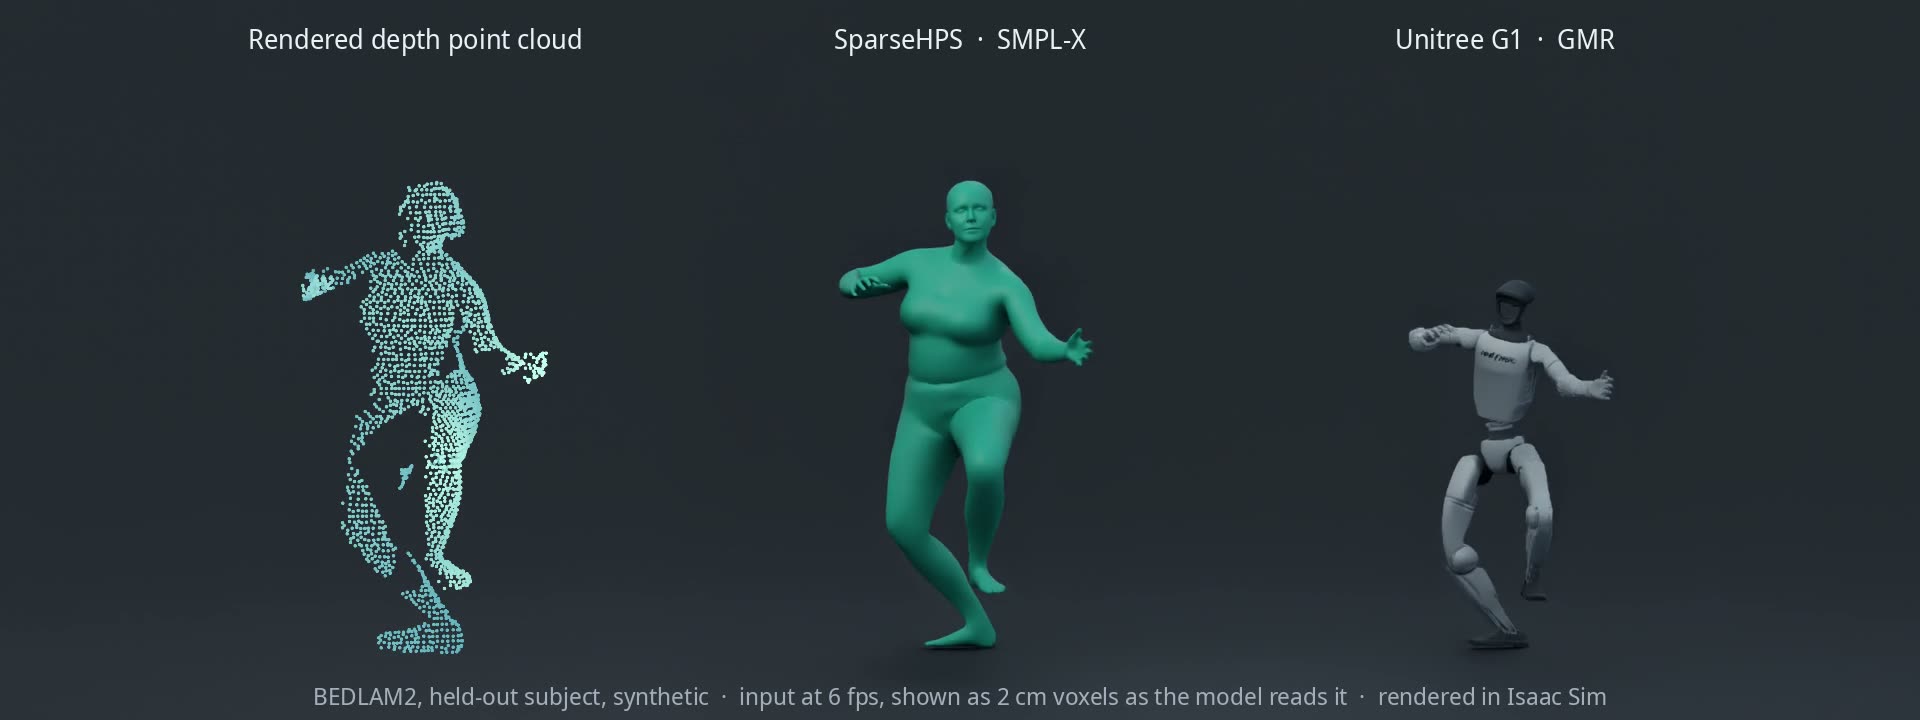 Rendered depth point cloud
SparseHPS · SMPL-X
Unitree G1 · GMR
BEDLAM2, held-out subject, synthetic · input at 6 fps, shown as 2 cm voxels as the model reads it · rendered in Isaac Sim